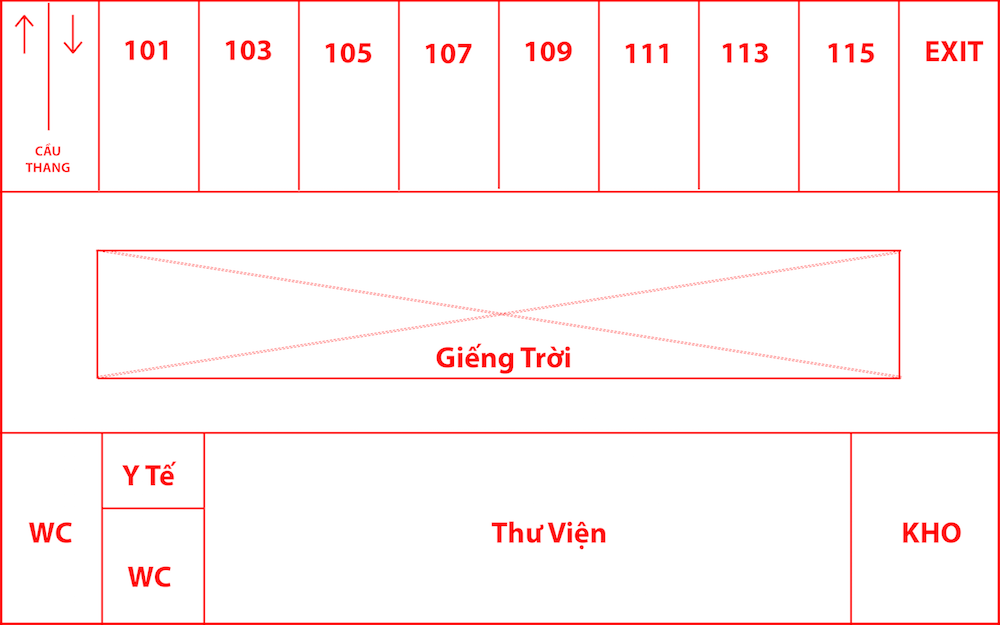 101
103
105
107
109
111
113
115
EXIT
CẦU
THANG
Giếng Trời
Y Tế
WC
Thư Viện
KHO
WC